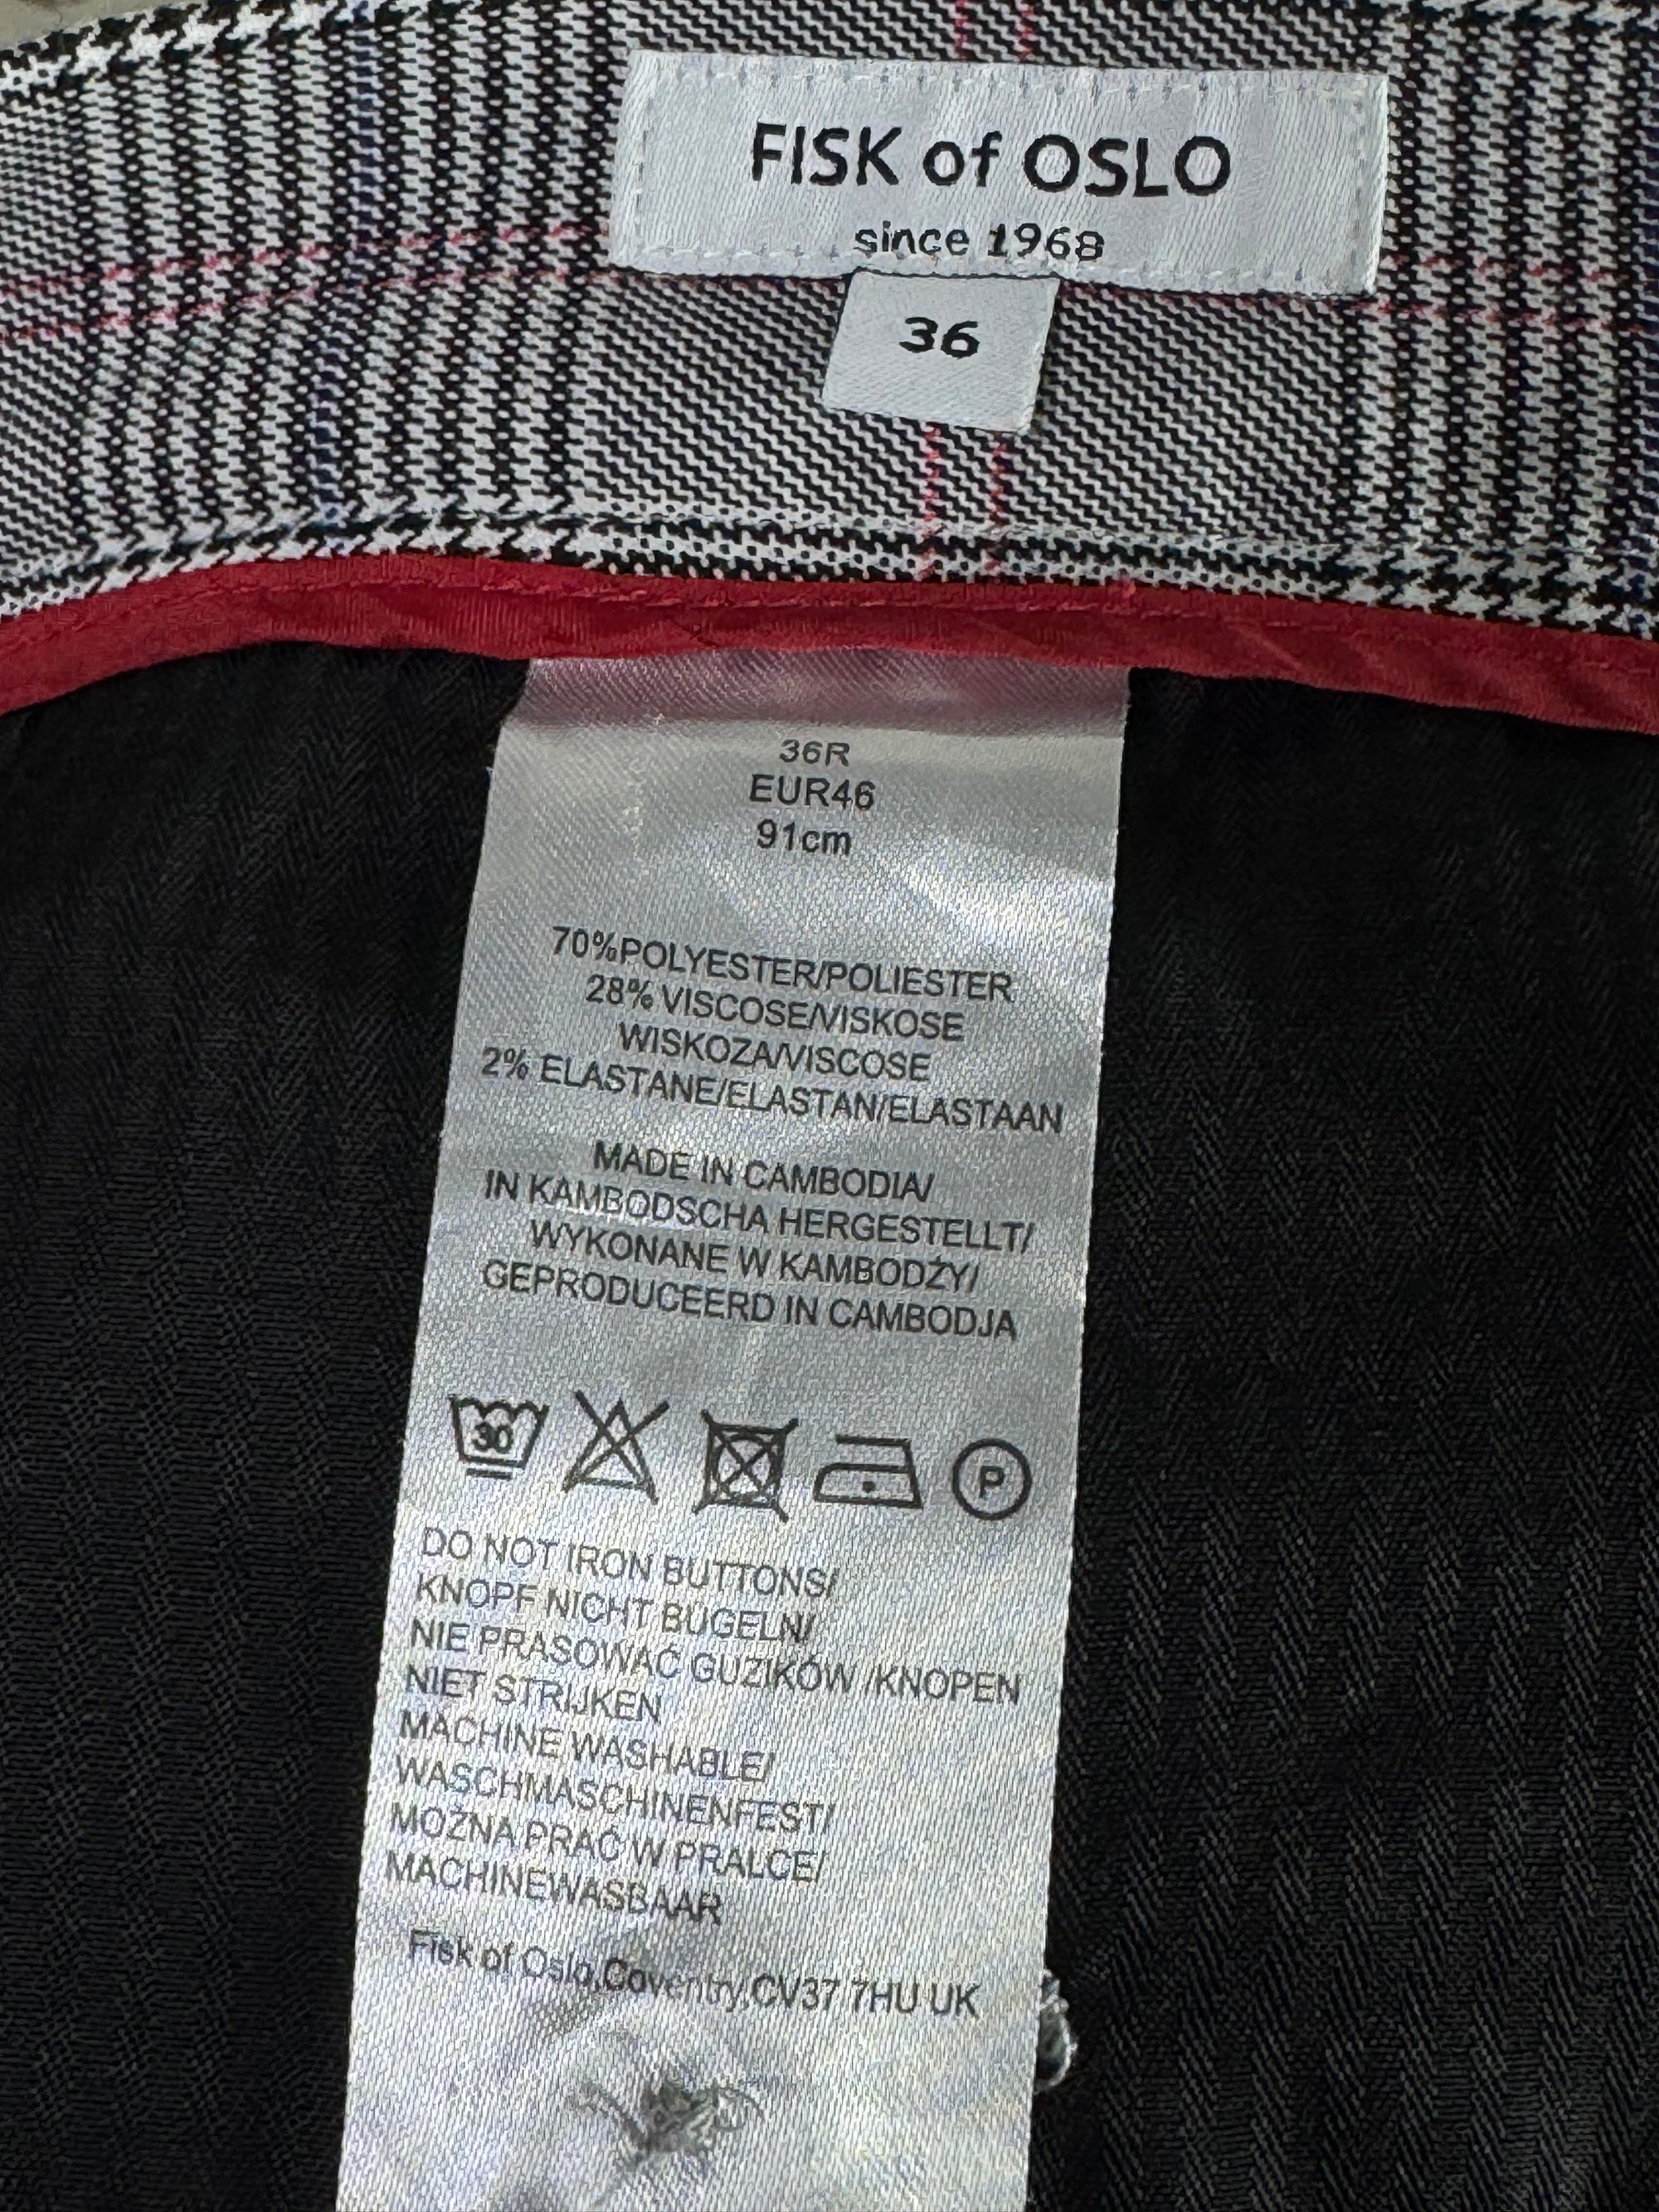 FISK of OSLO
since 1968
36
36R
EUR46
91cm
70%POLYESTER/POLIESTER
28% VISCOSE/VISKOSE
WISKOZA/VISCOSE
2% ELASTANE/ELASTAN/ELASTAAN
MADE IN CAMBODIA/
IN KAMBODSCHA HERGESTELLT/
WYKONANE W KAMBODŻY/
GEPRODUCEERD IN CAMBODJA
30
P
DO NOT IRON BUTTONS/
KNOPF NICHT BUGELN/
NIE PRASOWAĆ GUZIKÓW /KNOPEN
NIET STRIJKEN
MACHINE WASHABLE/
WASCHMASCHINENFEST/
MOŻNA PRAĆ W PRALCE/
MACHINEWASBAAR
Fisk of Oslo,Coventry,CV37 7HU UK